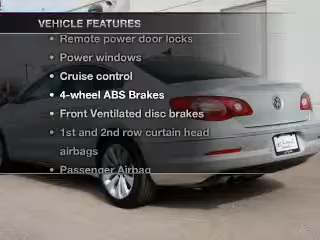 VEHICLE FEATURES
• Remote power door locks
• Power windows
• Cruise control
• 4-wheel ABS Brakes
• Front Ventilated disc brakes
• 1st and 2nd row curtain head
airbags
• Passenger Airbag